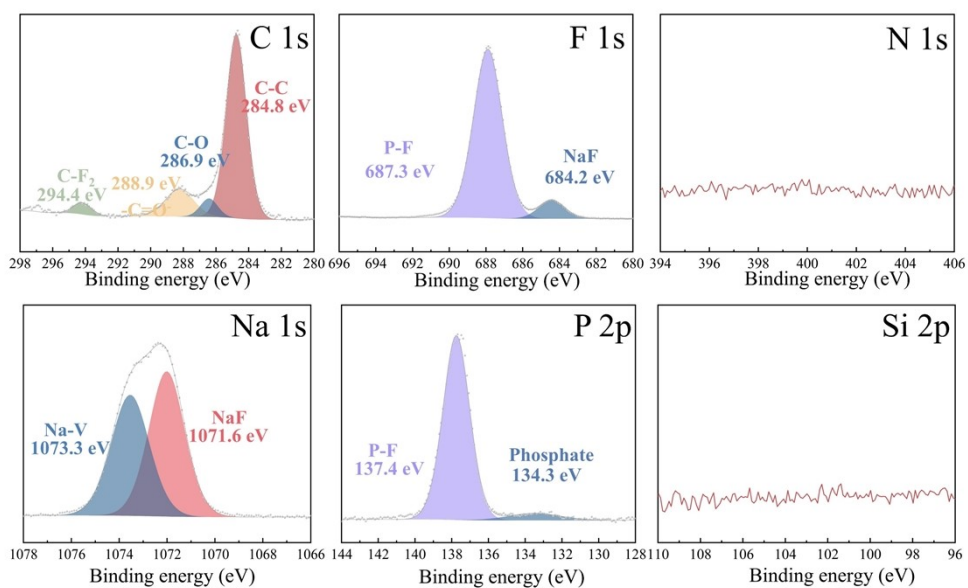 C 1s
C-C
284.8 eV
C-O
286.9 eV
288.9 eV
-C=O
C-F₂
294.4 eV
298 296 294 292 290 288 286 284 282 280
Binding energy (eV)
F 1s
P-F
687.3 eV
NaF
684.2 eV
696 694 692 690 688 686 684 682 680
Binding energy (eV)
N 1s
394 396 398 400 402 404 406
Binding energy (eV)
Na 1s
Na-V
1073.3 eV
NaF
1071.6 eV
1078 1076 1074 1072 1070 1068 1066
Binding energy (eV)
P 2p
P-F
137.4 eV
Phosphate
134.3 eV
144 142 140 138 136 134 132 130 128
Binding energy (eV)
Si 2p
110 108 106 104 102 100 98 96
Binding energy (eV)